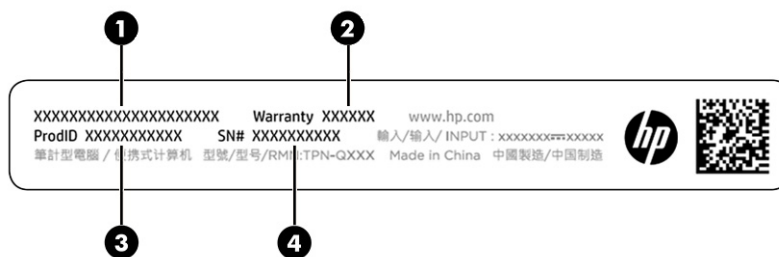 1 2
XXXXXXXXXXXXXXXXXXXXX Warranty XXXXXX www.hp.com
ProdID XXXXXXXXXXX SN# XXXXXXXXXX 輸入/输入/ INPUT : xxxxxxx⎓xxxxx
筆計型電腦 / 便携式计算机 型號/型号/RMN:TPN-QXXX Made in China 中國製造/中国制造
hp
3 4